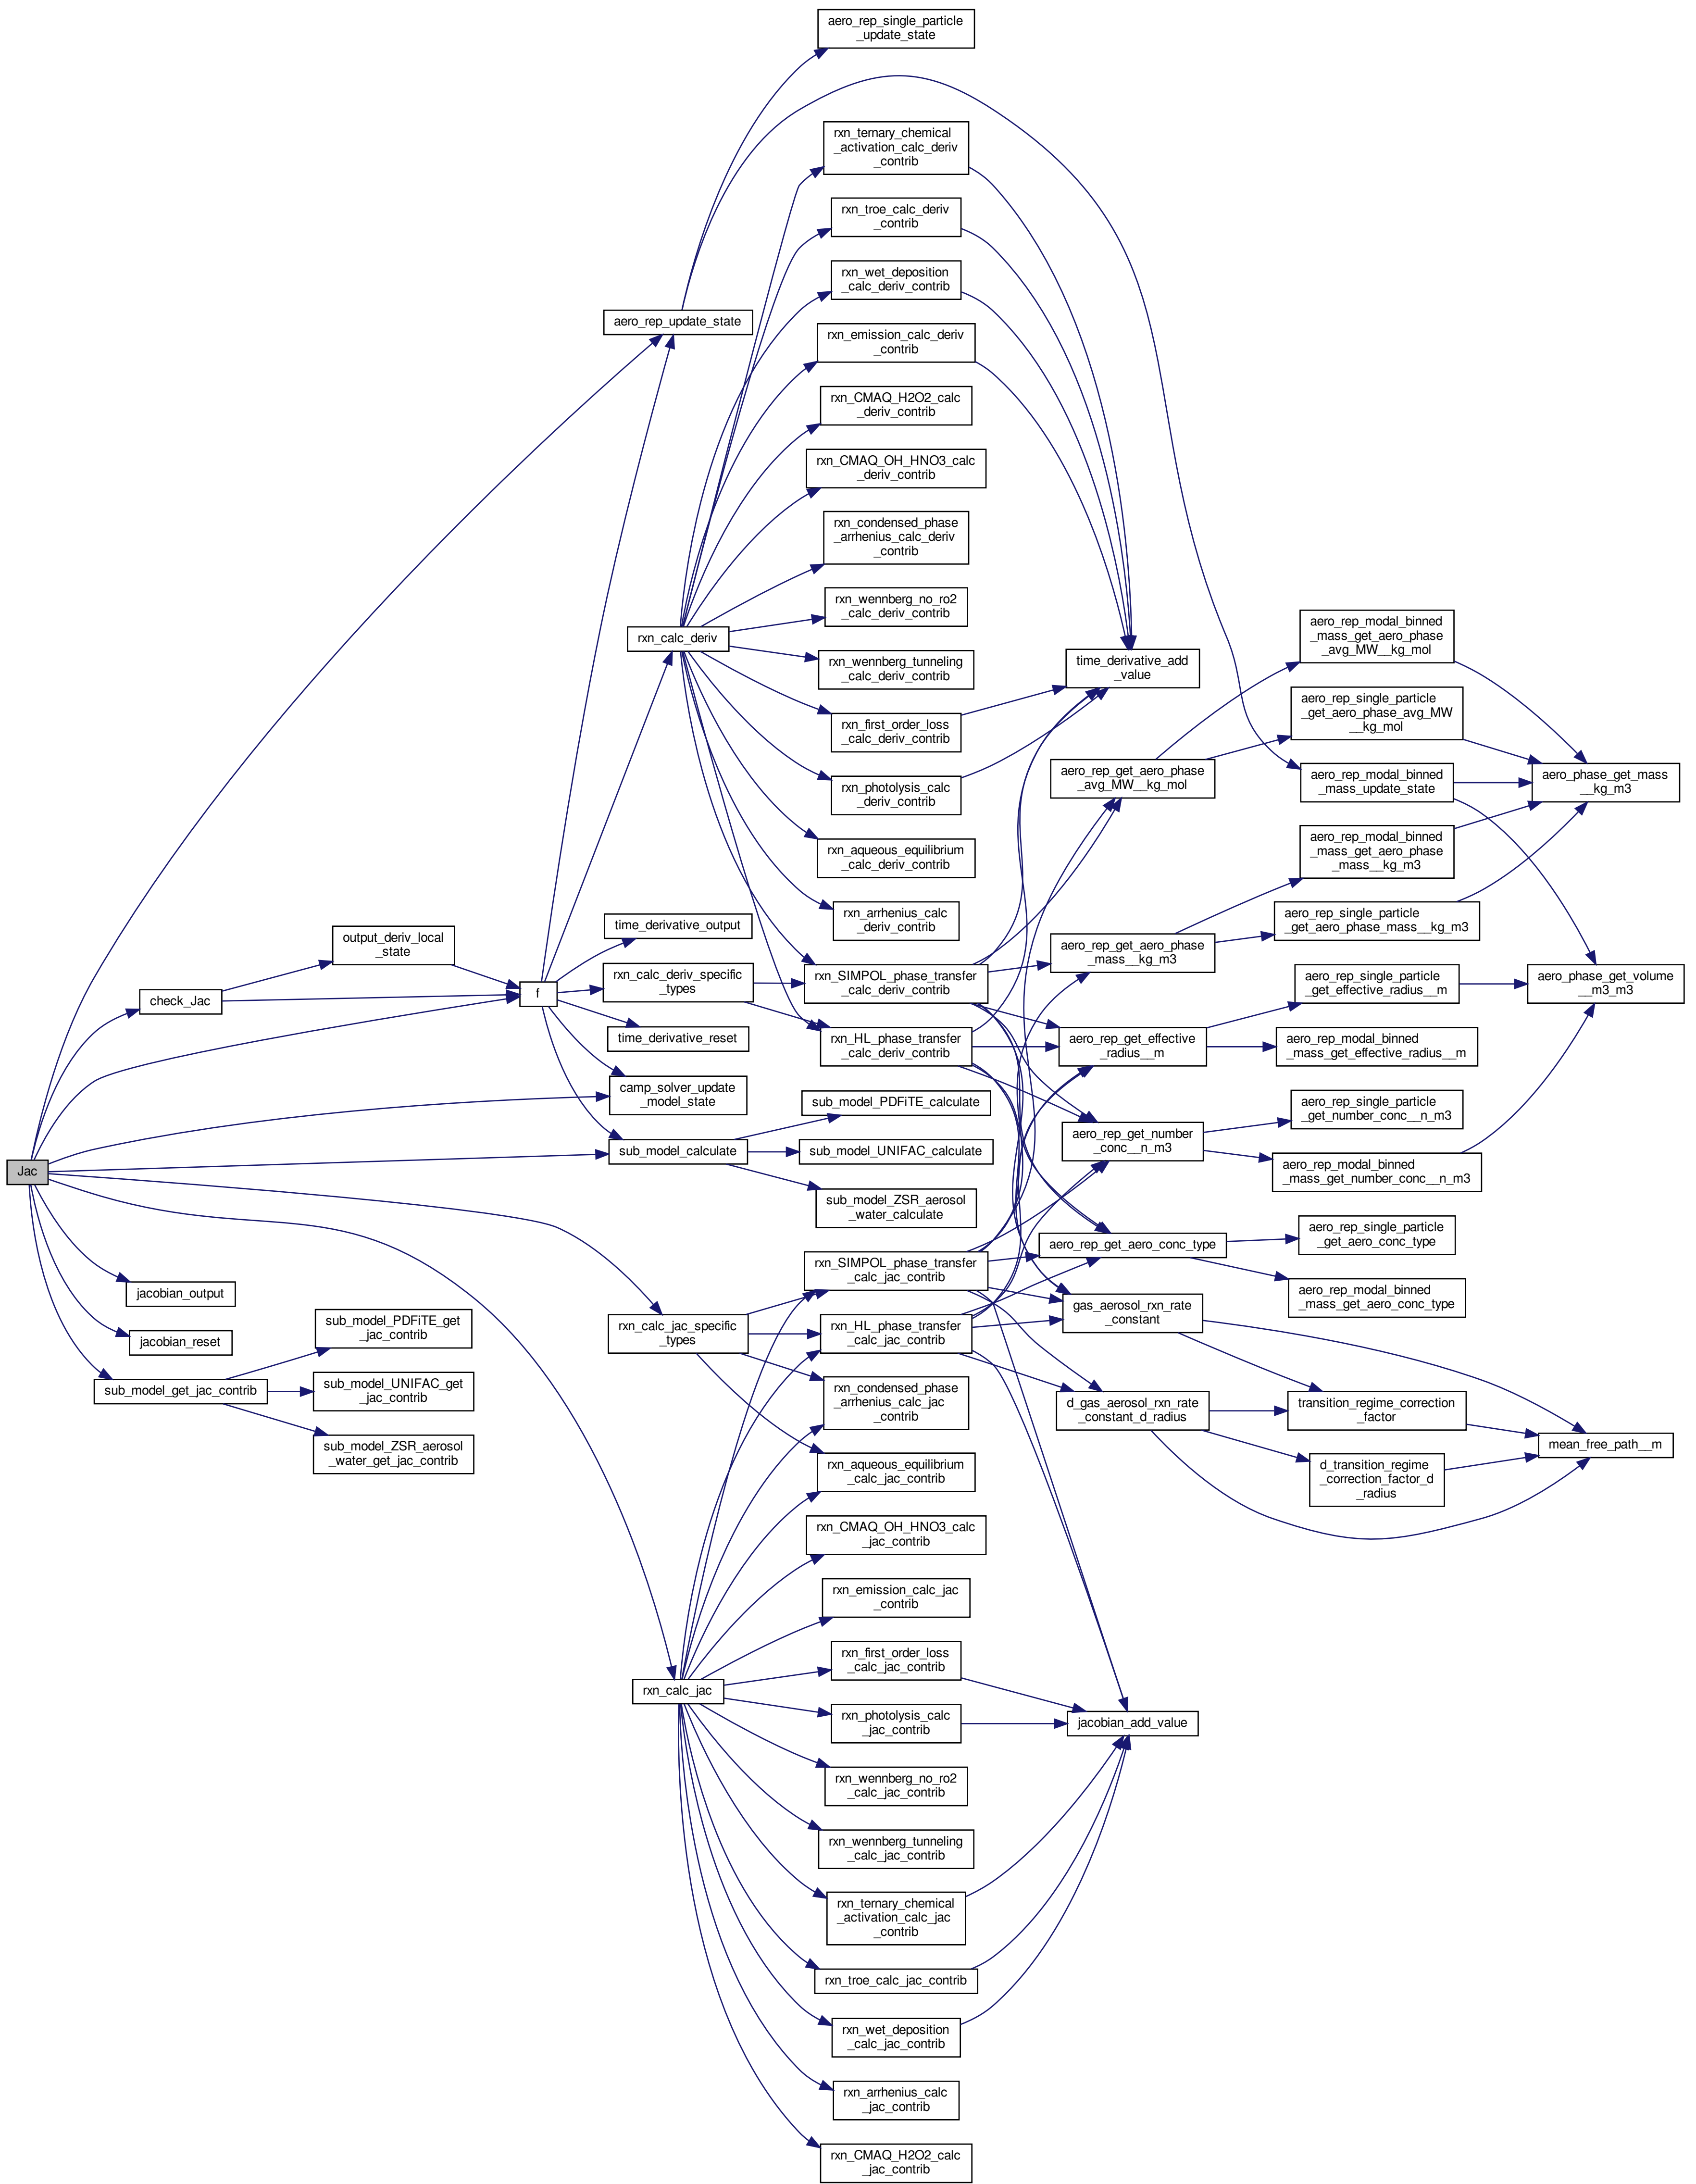 aero_rep_single_particle
_update_state
rxn_ternary_chemical
_activation_calc_deriv
_contrib
rxn_troe_calc_deriv
_contrib
rxn_wet_deposition
_calc_deriv_contrib
aero_rep_update_state
rxn_emission_calc_deriv
_contrib
rxn_CMAQ_H2O2_calc
_deriv_contrib
rxn_CMAQ_OH_HNO3_calc
_deriv_contrib
rxn_condensed_phase
_arrhenius_calc_deriv
_contrib
rxn_wennberg_no_ro2
_calc_deriv_contrib
rxn_calc_deriv
rxn_wennberg_tunneling
_calc_deriv_contrib
rxn_first_order_loss
_calc_deriv_contrib
rxn_photolysis_calc
_deriv_contrib
rxn_aqueous_equilibrium
_calc_deriv_contrib
rxn_arrhenius_calc
_deriv_contrib
time_derivative_add
_value
aero_rep_get_aero_phase
_avg_MW__kg_mol
aero_rep_modal_binned
_mass_get_aero_phase
_avg_MW__kg_mol
aero_rep_single_particle
_get_aero_phase_avg_MW
__kg_mol
aero_rep_modal_binned
_mass_update_state
aero_phase_get_mass
__kg_m3
aero_rep_modal_binned
_mass_get_aero_phase
_mass__kg_m3
aero_rep_single_particle
_get_aero_phase_mass__kg_m3
output_deriv_local
_state
check_Jac
f
time_derivative_output
rxn_calc_deriv_specific
_types
time_derivative_reset
camp_solver_update
_model_state
sub_model_calculate
rxn_SIMPOL_phase_transfer
_calc_deriv_contrib
rxn_HL_phase_transfer
_calc_deriv_contrib
aero_rep_get_aero_phase
_mass__kg_m3
aero_rep_get_effective
_radius__m
aero_rep_single_particle
_get_effective_radius__m
aero_phase_get_volume
__m3_m3
aero_rep_modal_binned
_mass_get_effective_radius__m
sub_model_PDFiTE_calculate
sub_model_UNIFAC_calculate
sub_model_ZSR_aerosol
_water_calculate
aero_rep_get_number
_conc__n_m3
aero_rep_single_particle
_get_number_conc__n_m3
aero_rep_modal_binned
_mass_get_number_conc__n_m3
Jac
aero_rep_get_aero_conc_type
aero_rep_single_particle
_get_aero_conc_type
aero_rep_modal_binned
_mass_get_aero_conc_type
jacobian_output
jacobian_reset
sub_model_get_jac_contrib
sub_model_PDFiTE_get
_jac_contrib
sub_model_UNIFAC_get
_jac_contrib
sub_model_ZSR_aerosol
_water_get_jac_contrib
rxn_calc_jac_specific
_types
rxn_SIMPOL_phase_transfer
_calc_jac_contrib
rxn_HL_phase_transfer
_calc_jac_contrib
gas_aerosol_rxn_rate
_constant
d_gas_aerosol_rxn_rate
_constant_d_radius
transition_regime_correction
_factor
d_transition_regime
_correction_factor_d
_radius
mean_free_path__m
rxn_condensed_phase
_arrhenius_calc_jac
_contrib
rxn_aqueous_equilibrium
_calc_jac_contrib
rxn_CMAQ_OH_HNO3_calc
_jac_contrib
rxn_emission_calc_jac
_contrib
rxn_first_order_loss
_calc_jac_contrib
rxn_calc_jac
rxn_photolysis_calc
_jac_contrib
jacobian_add_value
rxn_wennberg_no_ro2
_calc_jac_contrib
rxn_wennberg_tunneling
_calc_jac_contrib
rxn_ternary_chemical
_activation_calc_jac
_contrib
rxn_troe_calc_jac_contrib
rxn_wet_deposition
_calc_jac_contrib
rxn_arrhenius_calc
_jac_contrib
rxn_CMAQ_H2O2_calc
_jac_contrib